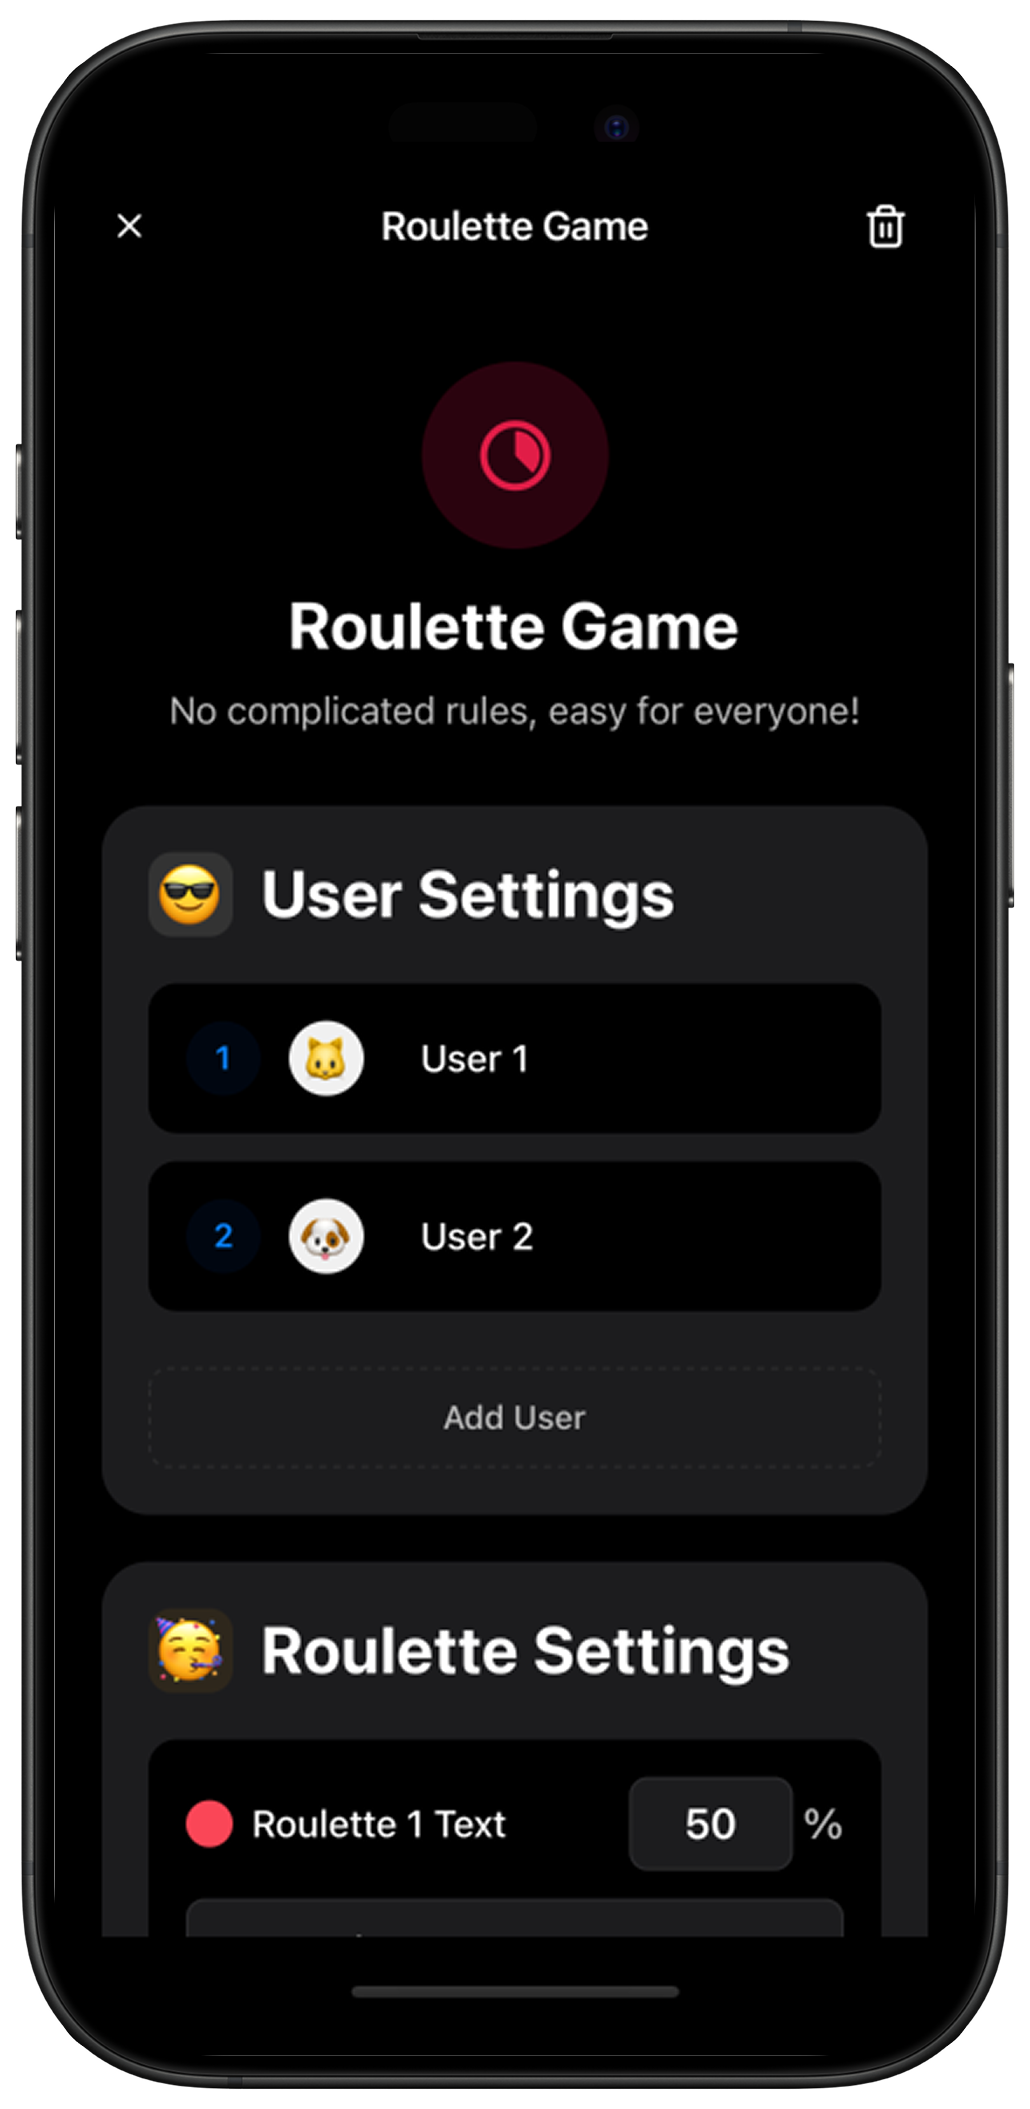 Roulette Game
Roulette Game
No complicated rules, easy for everyone!
User Settings
1 User 1
2 User 2
Add User
Roulette Settings
Roulette 1 Text 50 %